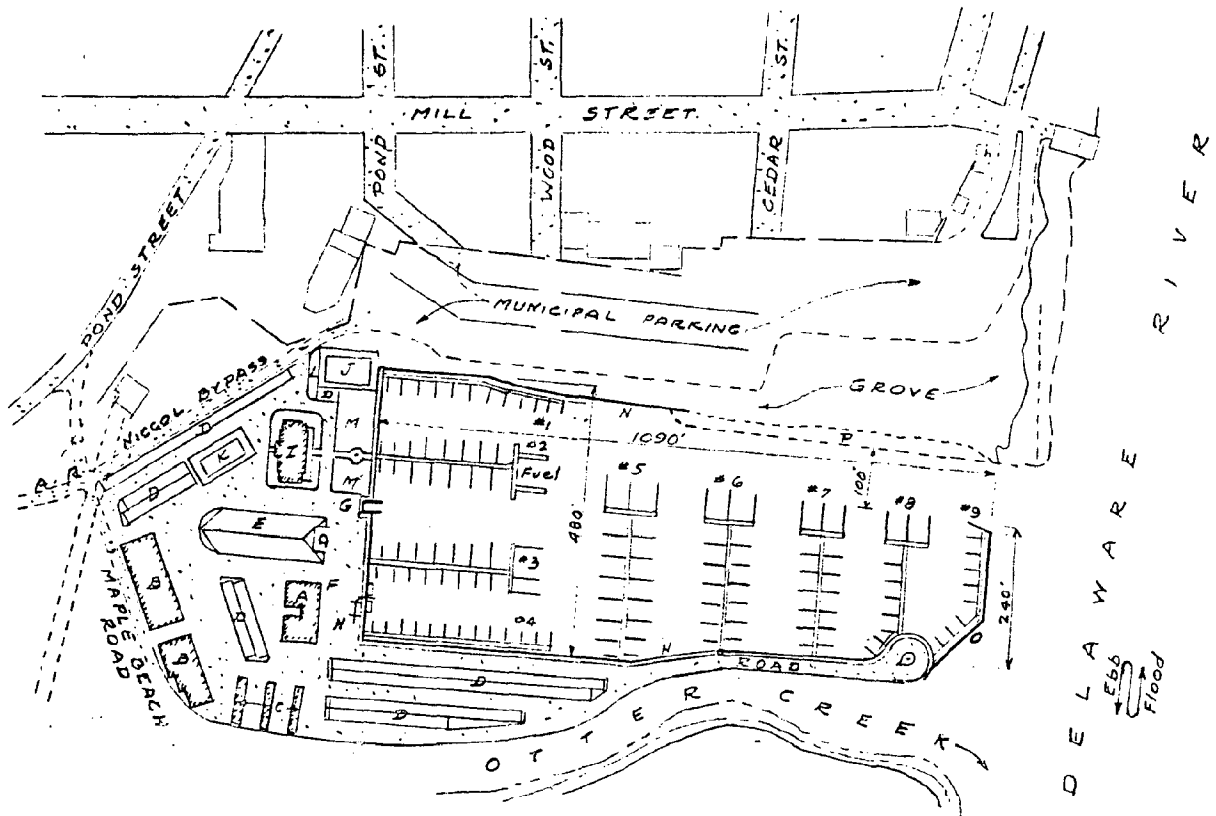 ST.
ST.
ST.
MILL STREET.
POND
WOOD
CEDAR
POND STREET
RIVER
MUNICIPAL PARKING
GROVE
NIGGOL BYPASS
J
D
D
K
D
I
M
M
#1
N
1090'
P
#2
Fuel
#5
#6
#7
100'
#8
#9
G
480'
E
D
#3
F
A
D
H
#4
B
B
MAPLE BEACH
ROAD
C
H
ROAD
D
O
240'
D
D
OTTER CREEK
DELAWARE
Ebb
Flood